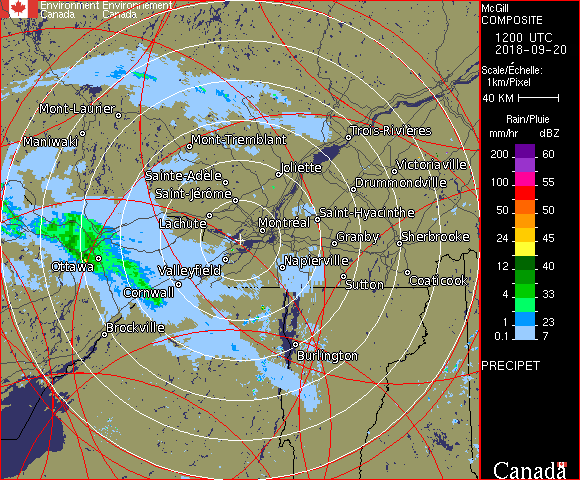 Environment Environnement
Canada Canada
McGill
COMPOSITE
1200 UTC
2018-09-20
Scale/Échelle:
1km/Pixel
40 KM
Rain/Pluie
mm/hr dBZ
200 60
100 55
50 50
24 45
12 40
4 33
1 23
0.1 7
PRECIPET
Canada
Mont-Laurier
Maniwaki
Mont-Tremblant
Trois-Rivières
Sainte-Adèle
Joliette
Victoriaville
Saint-Jérôme
Drummondville
Lachute
Montréal
Saint-Hyacinthe
Granby
Sherbrooke
Ottawa
Valleyfield
Napierville
Cornwall
Sutton
Coaticook
Brockville
Burlington